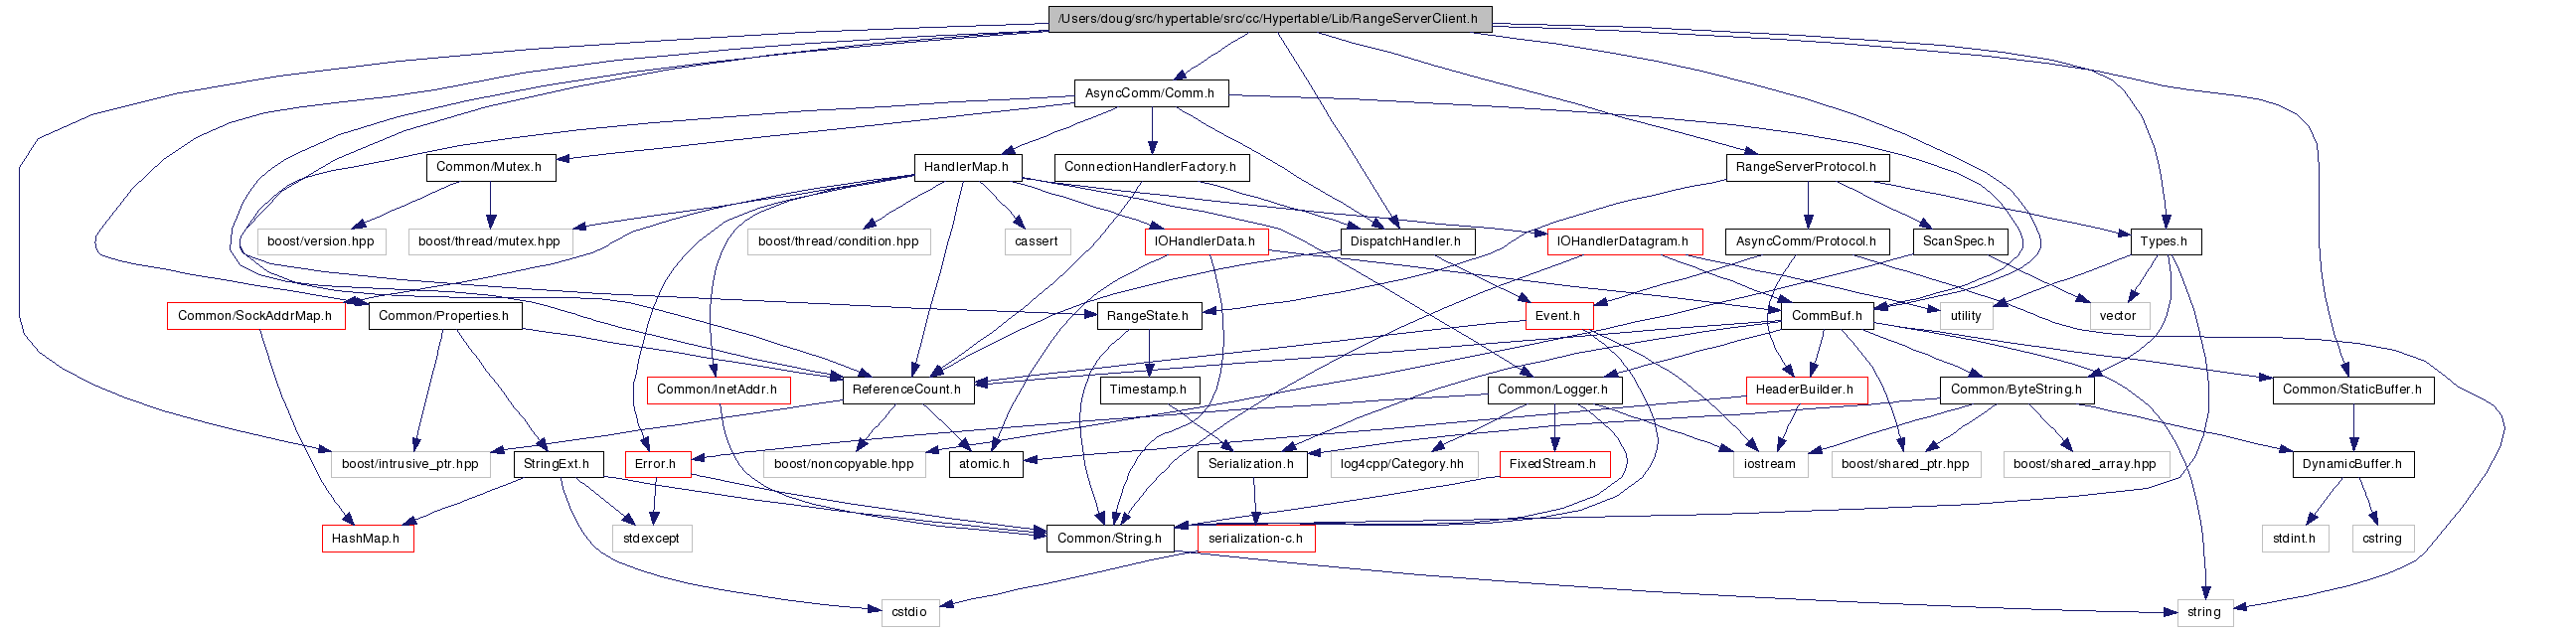 /Users/doug/src/hypertable/src/cc/Hypertable/Lib/RangeServerClient.h
AsyncComm/Comm.h
Common/Mutex.h
HandlerMap.h
ConnectionHandlerFactory.h
RangeServerProtocol.h
boost/version.hpp
boost/thread/mutex.hpp
boost/thread/condition.hpp
cassert
IOHandlerData.h
DispatchHandler.h
IOHandlerDatagram.h
AsyncComm/Protocol.h
ScanSpec.h
Types.h
Common/SockAddrMap.h
Common/Properties.h
RangeState.h
Event.h
CommBuf.h
utility
vector
Common/InetAddr.h
ReferenceCount.h
Timestamp.h
Common/Logger.h
HeaderBuilder.h
Common/ByteString.h
Common/StaticBuffer.h
boost/intrusive_ptr.hpp
StringExt.h
Error.h
boost/noncopyable.hpp
atomic.h
Serialization.h
log4cpp/Category.hh
FixedStream.h
iostream
boost/shared_ptr.hpp
boost/shared_array.hpp
DynamicBuffer.h
HashMap.h
stdexcept
Common/String.h
serialization-c.h
stdint.h
cstring
cstdio
string